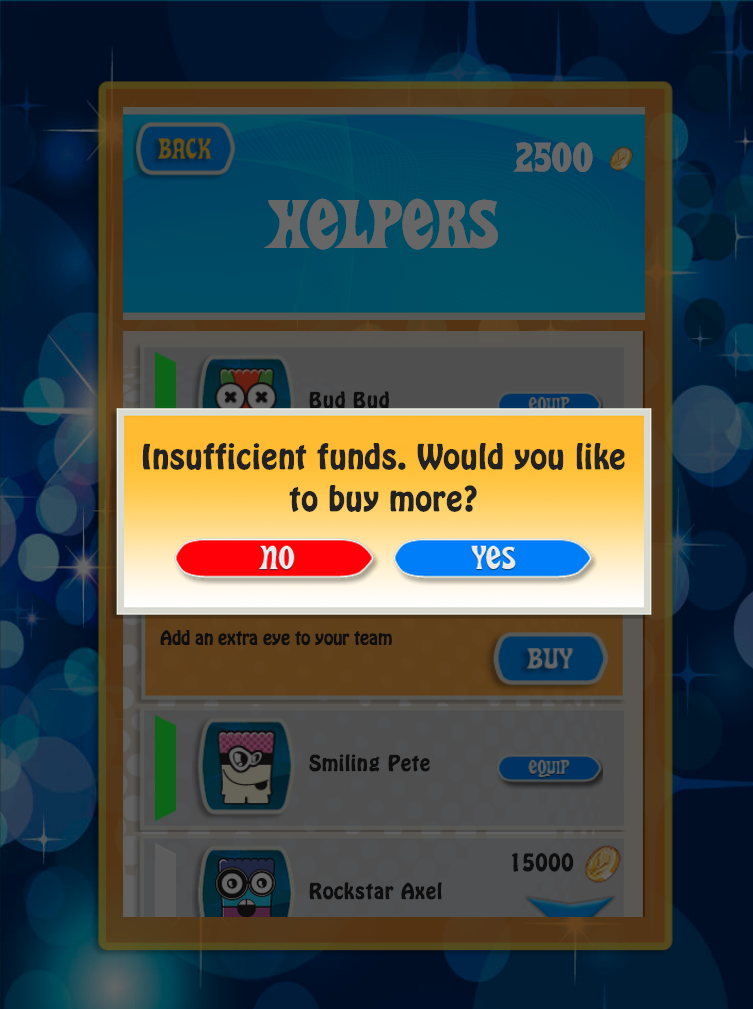 BACK
2500
HELPERS
Bud Bud
EQUIP
Insufficient funds. Would you like
to buy more?
NO
YES
Add an extra eye to your team
BUY
Smiling Pete
EQUIP
15000
Rockstar Axel